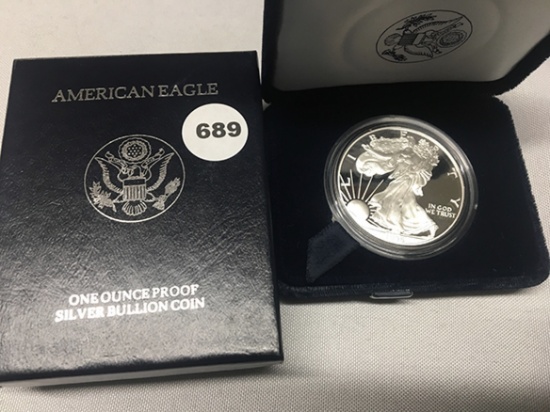 AMERICAN EAGLE
689
ONE OUNCE PROOF
SILVER BULLION COIN
LIBERTY
IN GOD
WE TRUST